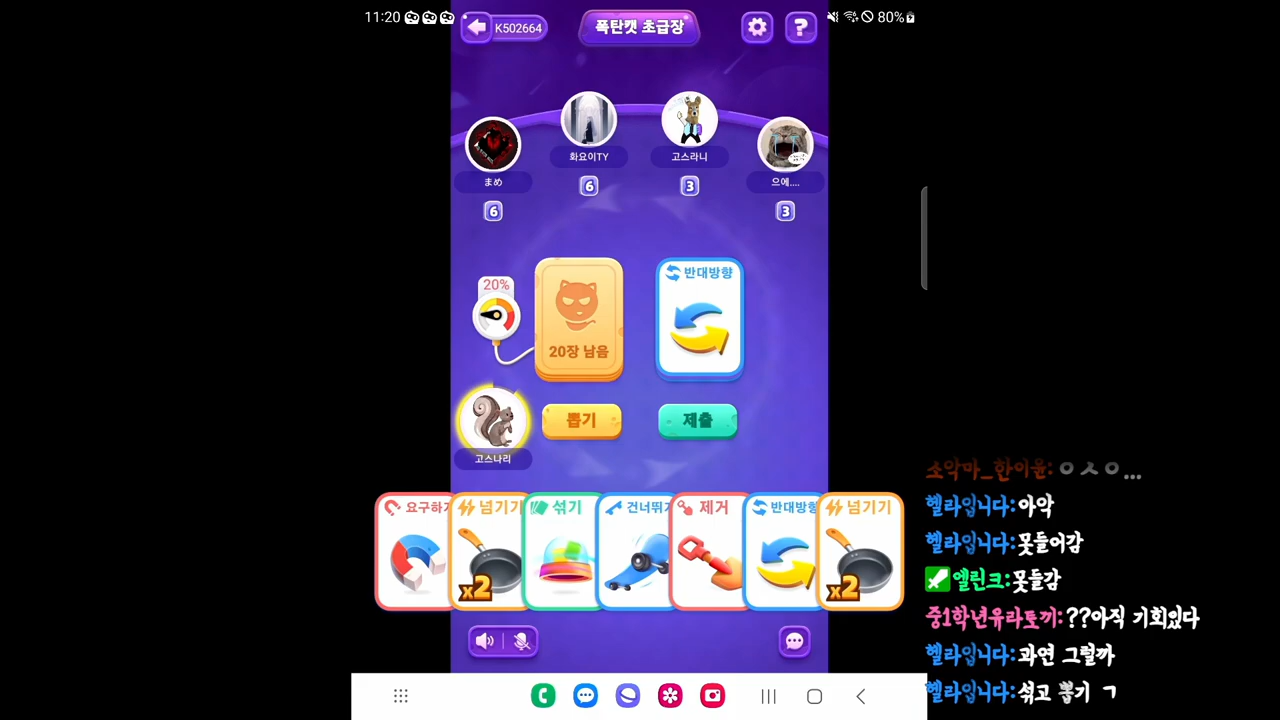 11:20
80%
K502664
폭탄캣 초급장
まめ
화요이TY
고스라니
으에....
6
6
3
3
20%
20장 남음
반대방향
뽑기
제출
고스나리
요구하기
넘기기
x2
섞기
건너뛰기
제거
반대방향
넘기기
x2
소악마_한이윤:ㅇㅅㅇ...
헬라입니다:아악
헬라입니다:못들어감
엘린크:못들감
중1학년유라토끼:??아직 기회있다
헬라입니다:과연 그럴까
헬라입니다:섞고 뽑기 ㄱ